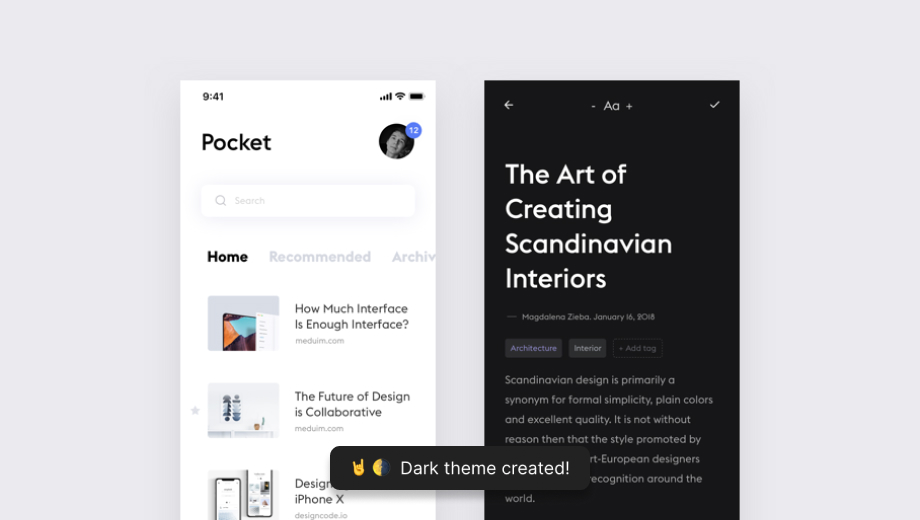 9:41
Pocket
12
Search
Home Recommended Archiv
How Much Interface
Is Enough Interface?
meduim.com
The Future of Design
is Collaborative
meduim.com
Design
iPhone X
designcode.io
- Aa +
The Art of
Creating
Scandinavian
Interiors
— Magdalena Zieba. January 16, 2018
Architecture Interior + Add tag
Scandinavian design is primarily a
synonym for formal simplicity, plain colors
and excellent quality. It is not without
reason then that the style promoted by
rt-European designers
recognition around the
world.
🤘🌗 Dark theme created!